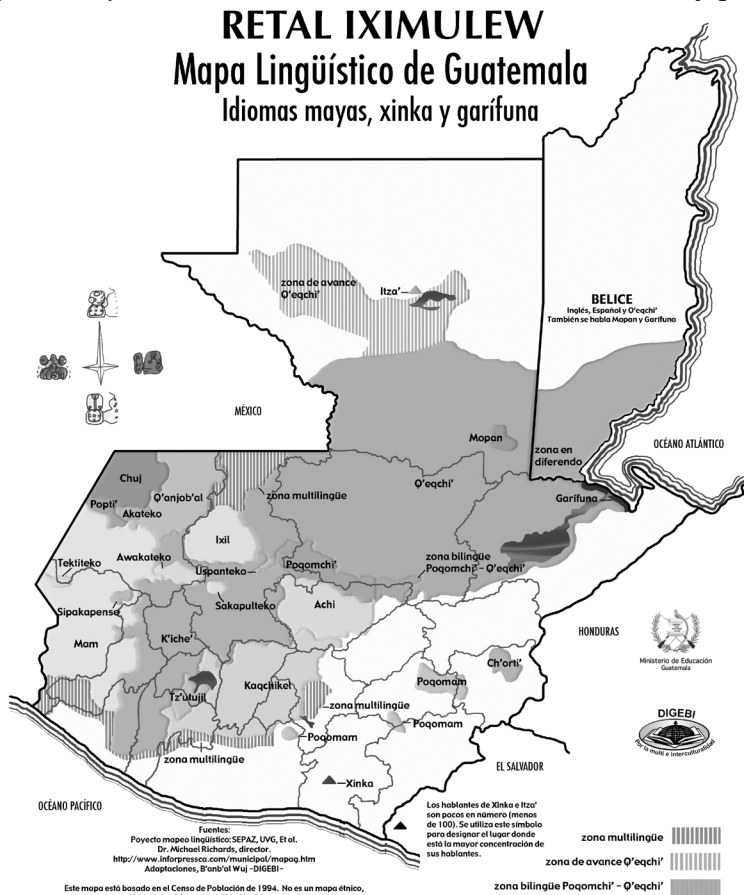 RETAL IXIMULEW
Mapa Lingüístico de Guatemala
Idiomas mayas, xinka y garífuna
zona de avance
Q'eqchi'
Itza'
BELICE
Inglés, Español y Q'eqchi'
También se habla Mopan y Garífuna
MÉXICO
Mopan
zona en
diferendo
OCÉANO ATLÁNTICO
Chuj
Q'anjob'al
zona multilingüe
Q'eqchi'
Garífuna
Popti'
Akateko
Ixil
Awakateko
Tektiteko
Uspanteko
Poqomchi'
zona bilingüe
Poqomchi' - Q'eqchi'
Sipakapense
Sakapulteko
Achi
Mam
K'iche'
HONDURAS
Ministerio de Educación
Guatemala
Ch'orti'
Poqomam
Tz'utujil
Kaqchikel
zona multilingüe
Poqomam
Poqomam
DIGEBI
Por la multi e interculturalidad
zona multilingüe
EL SALVADOR
Xinka
OCÉANO PACÍFICO
Los hablantes de Xinka e Itza'
son pocos en número (menos
de 100). Se utiliza este símbolo
para designar el lugar donde
está la mayor concentración de
sus hablantes.
Fuentes:
Poyecto mapeo lingüístico: SEPAZ, UVG, Et al.
Dr. Michael Richards, director.
http://www.inforpressca.com/municipal/mapag.htm
Adaptaciones, B'anb'al Wuj -DIGEBI-
zona multilingüe
zona de avance Q'eqchi'
zona bilingüe Poqomchi' - Q'eqchi'
Este mapa está basado en el Censo de Población de 1994. No es un mapa étnico,